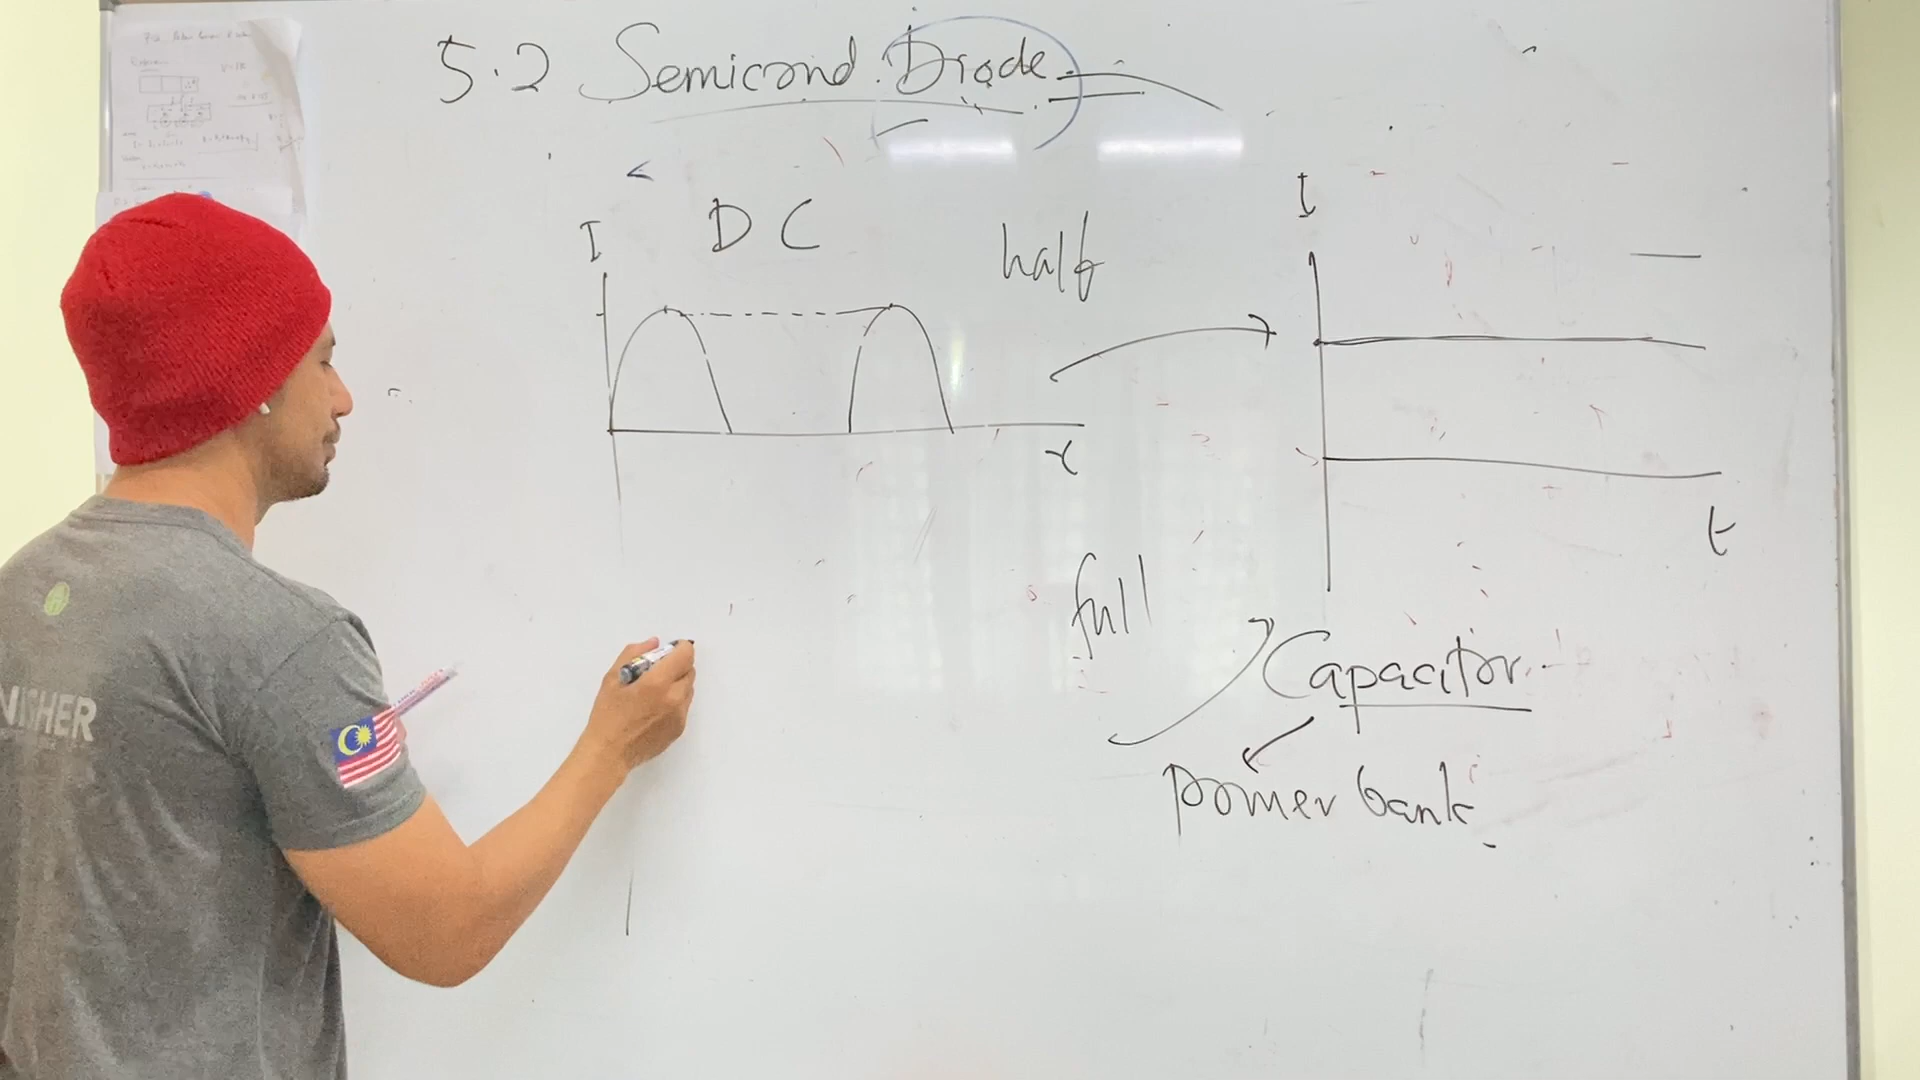 5.2 Semicond. Diode
I
D C
half
I
t
full
Capacitor
Power bank
NISHER